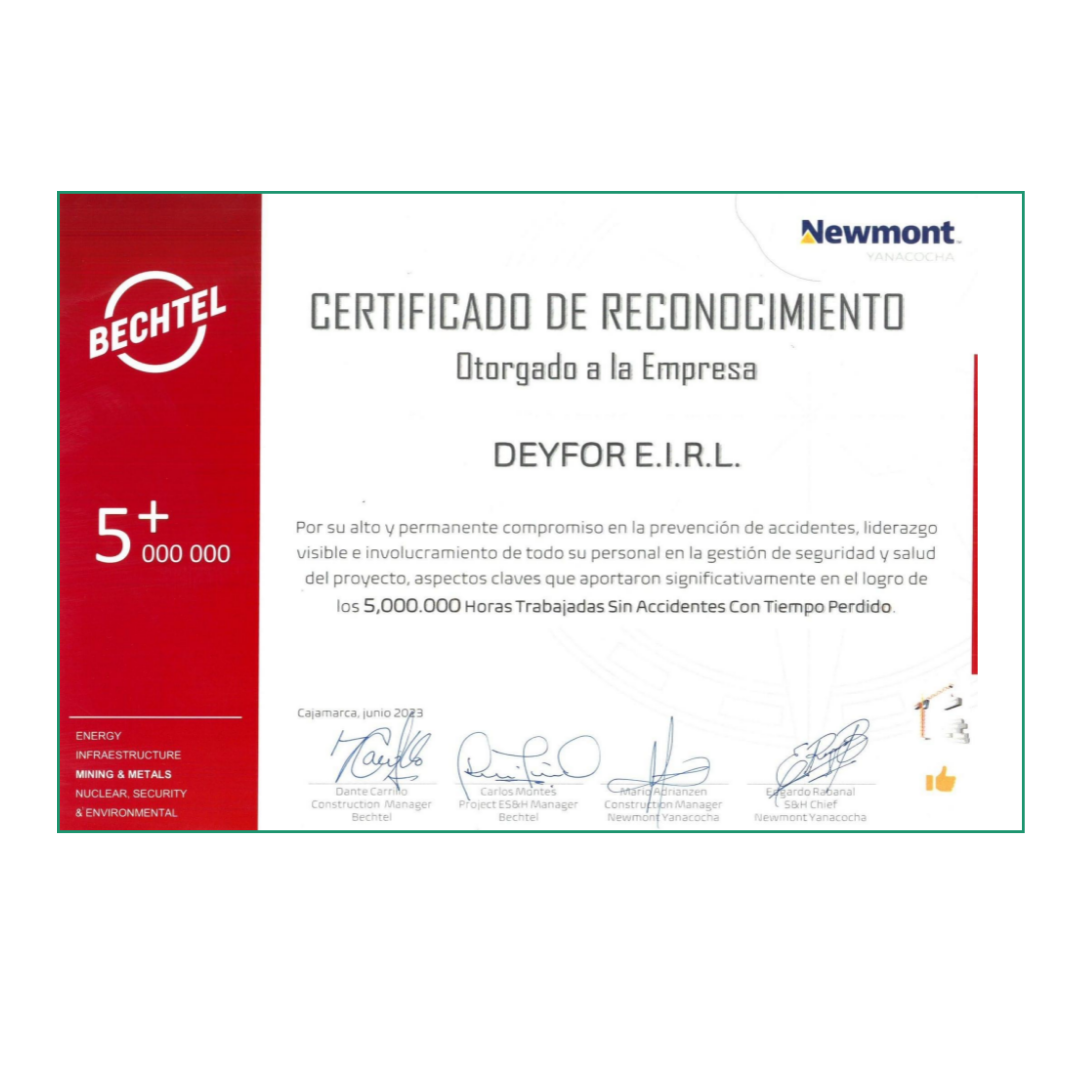 BECHTEL
5+
000 000
ENERGY
INFRAESTRUCTURE
MINING & METALS
NUCLEAR, SECURITY
& ENVIRONMENTAL
Newmont
YANACOCHA
CERTIFICADO DE RECONOCIMIENTO
Otorgado a la Empresa
DEYFOR E.I.R.L.
Por su alto y permanente compromiso en la prevención de accidentes, liderazgo
visible e involucramiento de todo su personal en la gestión de seguridad y salud
del proyecto, aspectos claves que aportaron significativamente en el logro de
los 5,000.000 Horas Trabajadas Sin Accidentes Con Tiempo Perdido.
Cajamarca, junio 2023
Dante Carrillo
Construction Manager
Bechtel
Carlos Montes
Project ES&H Manager
Bechtel
Mario Adrianzen
Construction Manager
Newmont Yanacocha
Edgardo Rabanal
S&H Chief
Newmont Yanacocha